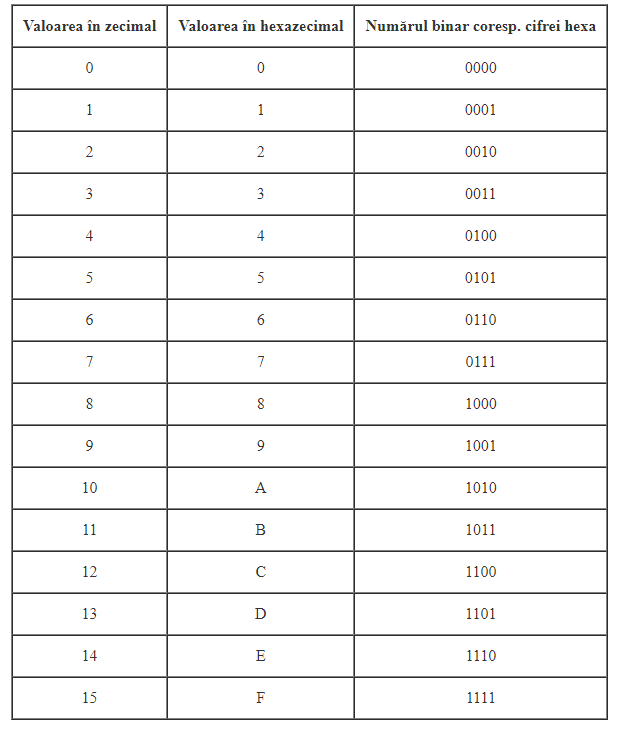 Valoarea în zecimal Valoarea în hexazecimal Numărul binar coresp. cifrei hexa
0 0 0000
1 1 0001
2 2 0010
3 3 0011
4 4 0100
5 5 0101
6 6 0110
7 7 0111
8 8 1000
9 9 1001
10 A 1010
11 B 1011
12 C 1100
13 D 1101
14 E 1110
15 F 1111